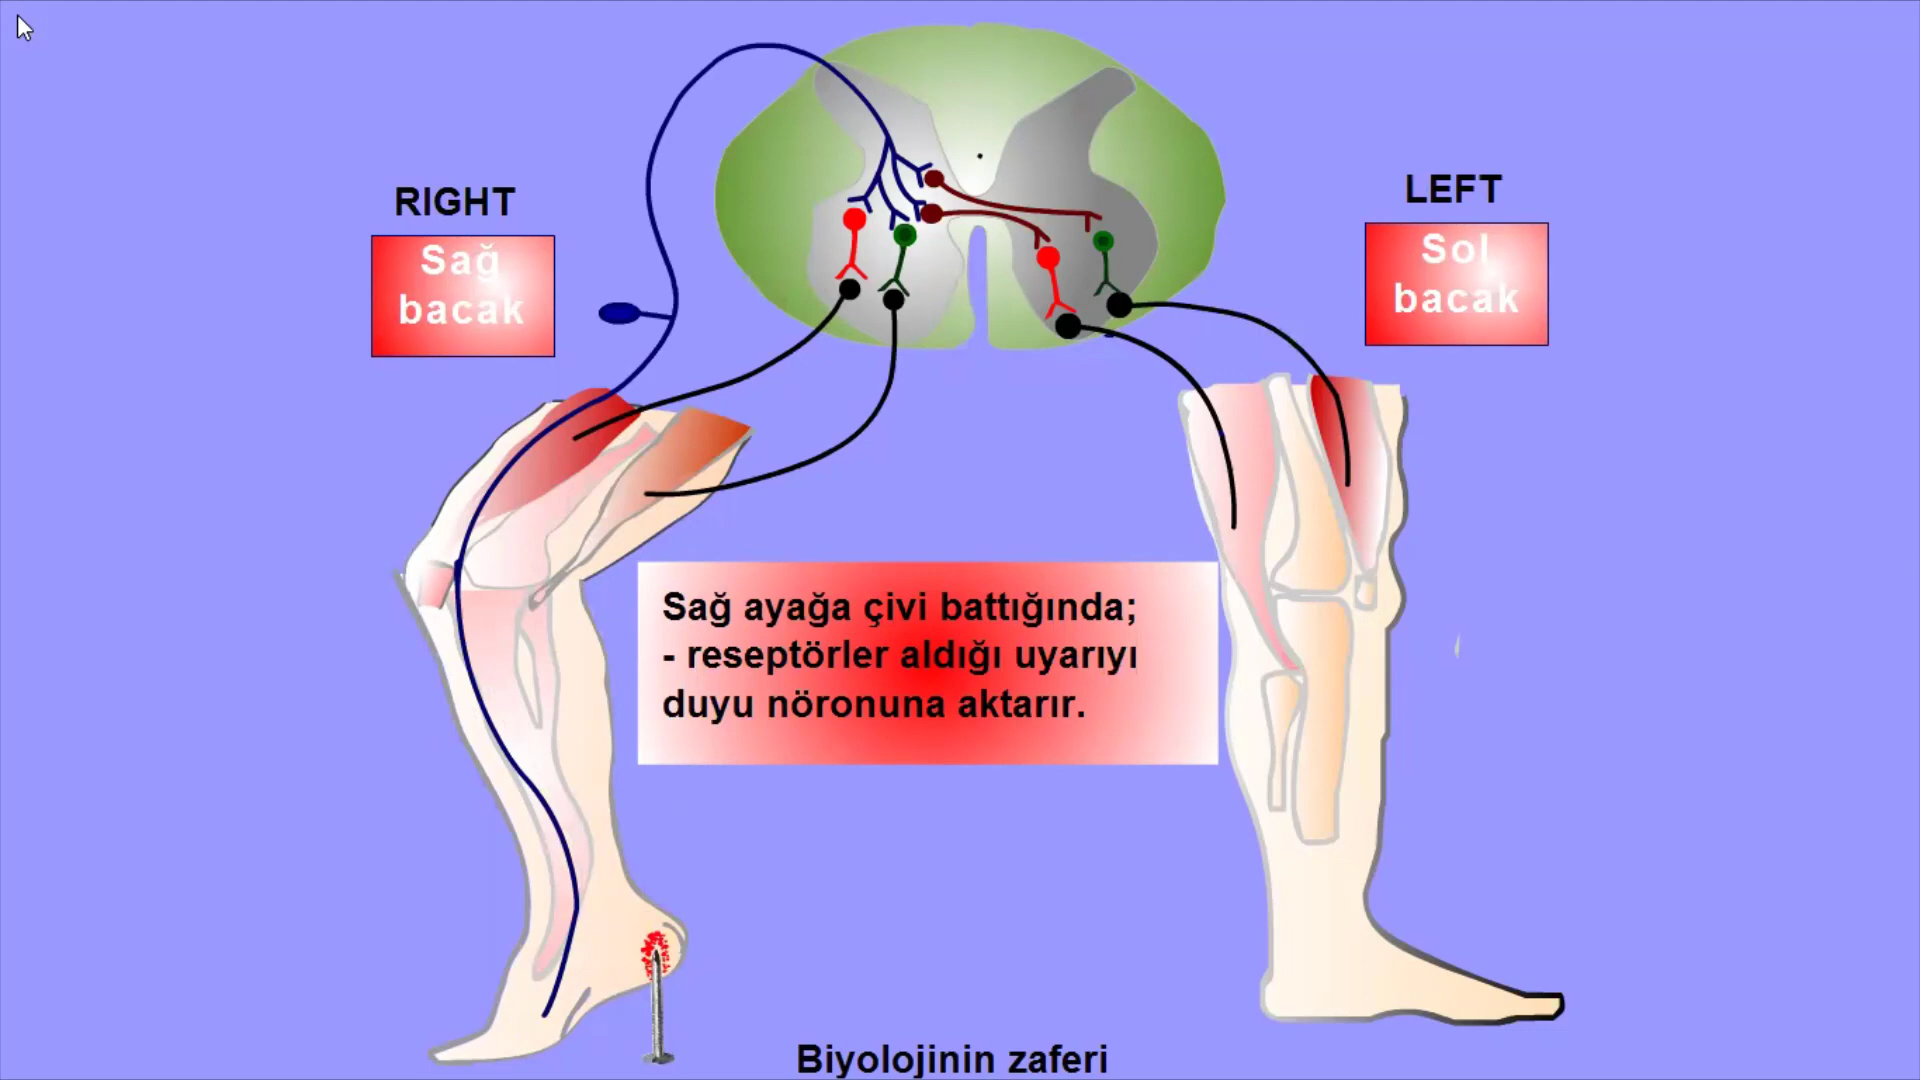 RIGHT
Sağ
bacak
LEFT
Sol
bacak
Sağ ayağa çivi battığında;
- reseptörler aldığı uyarıyı
duyu nöronuna aktarır.
Biyolojinin zaferi